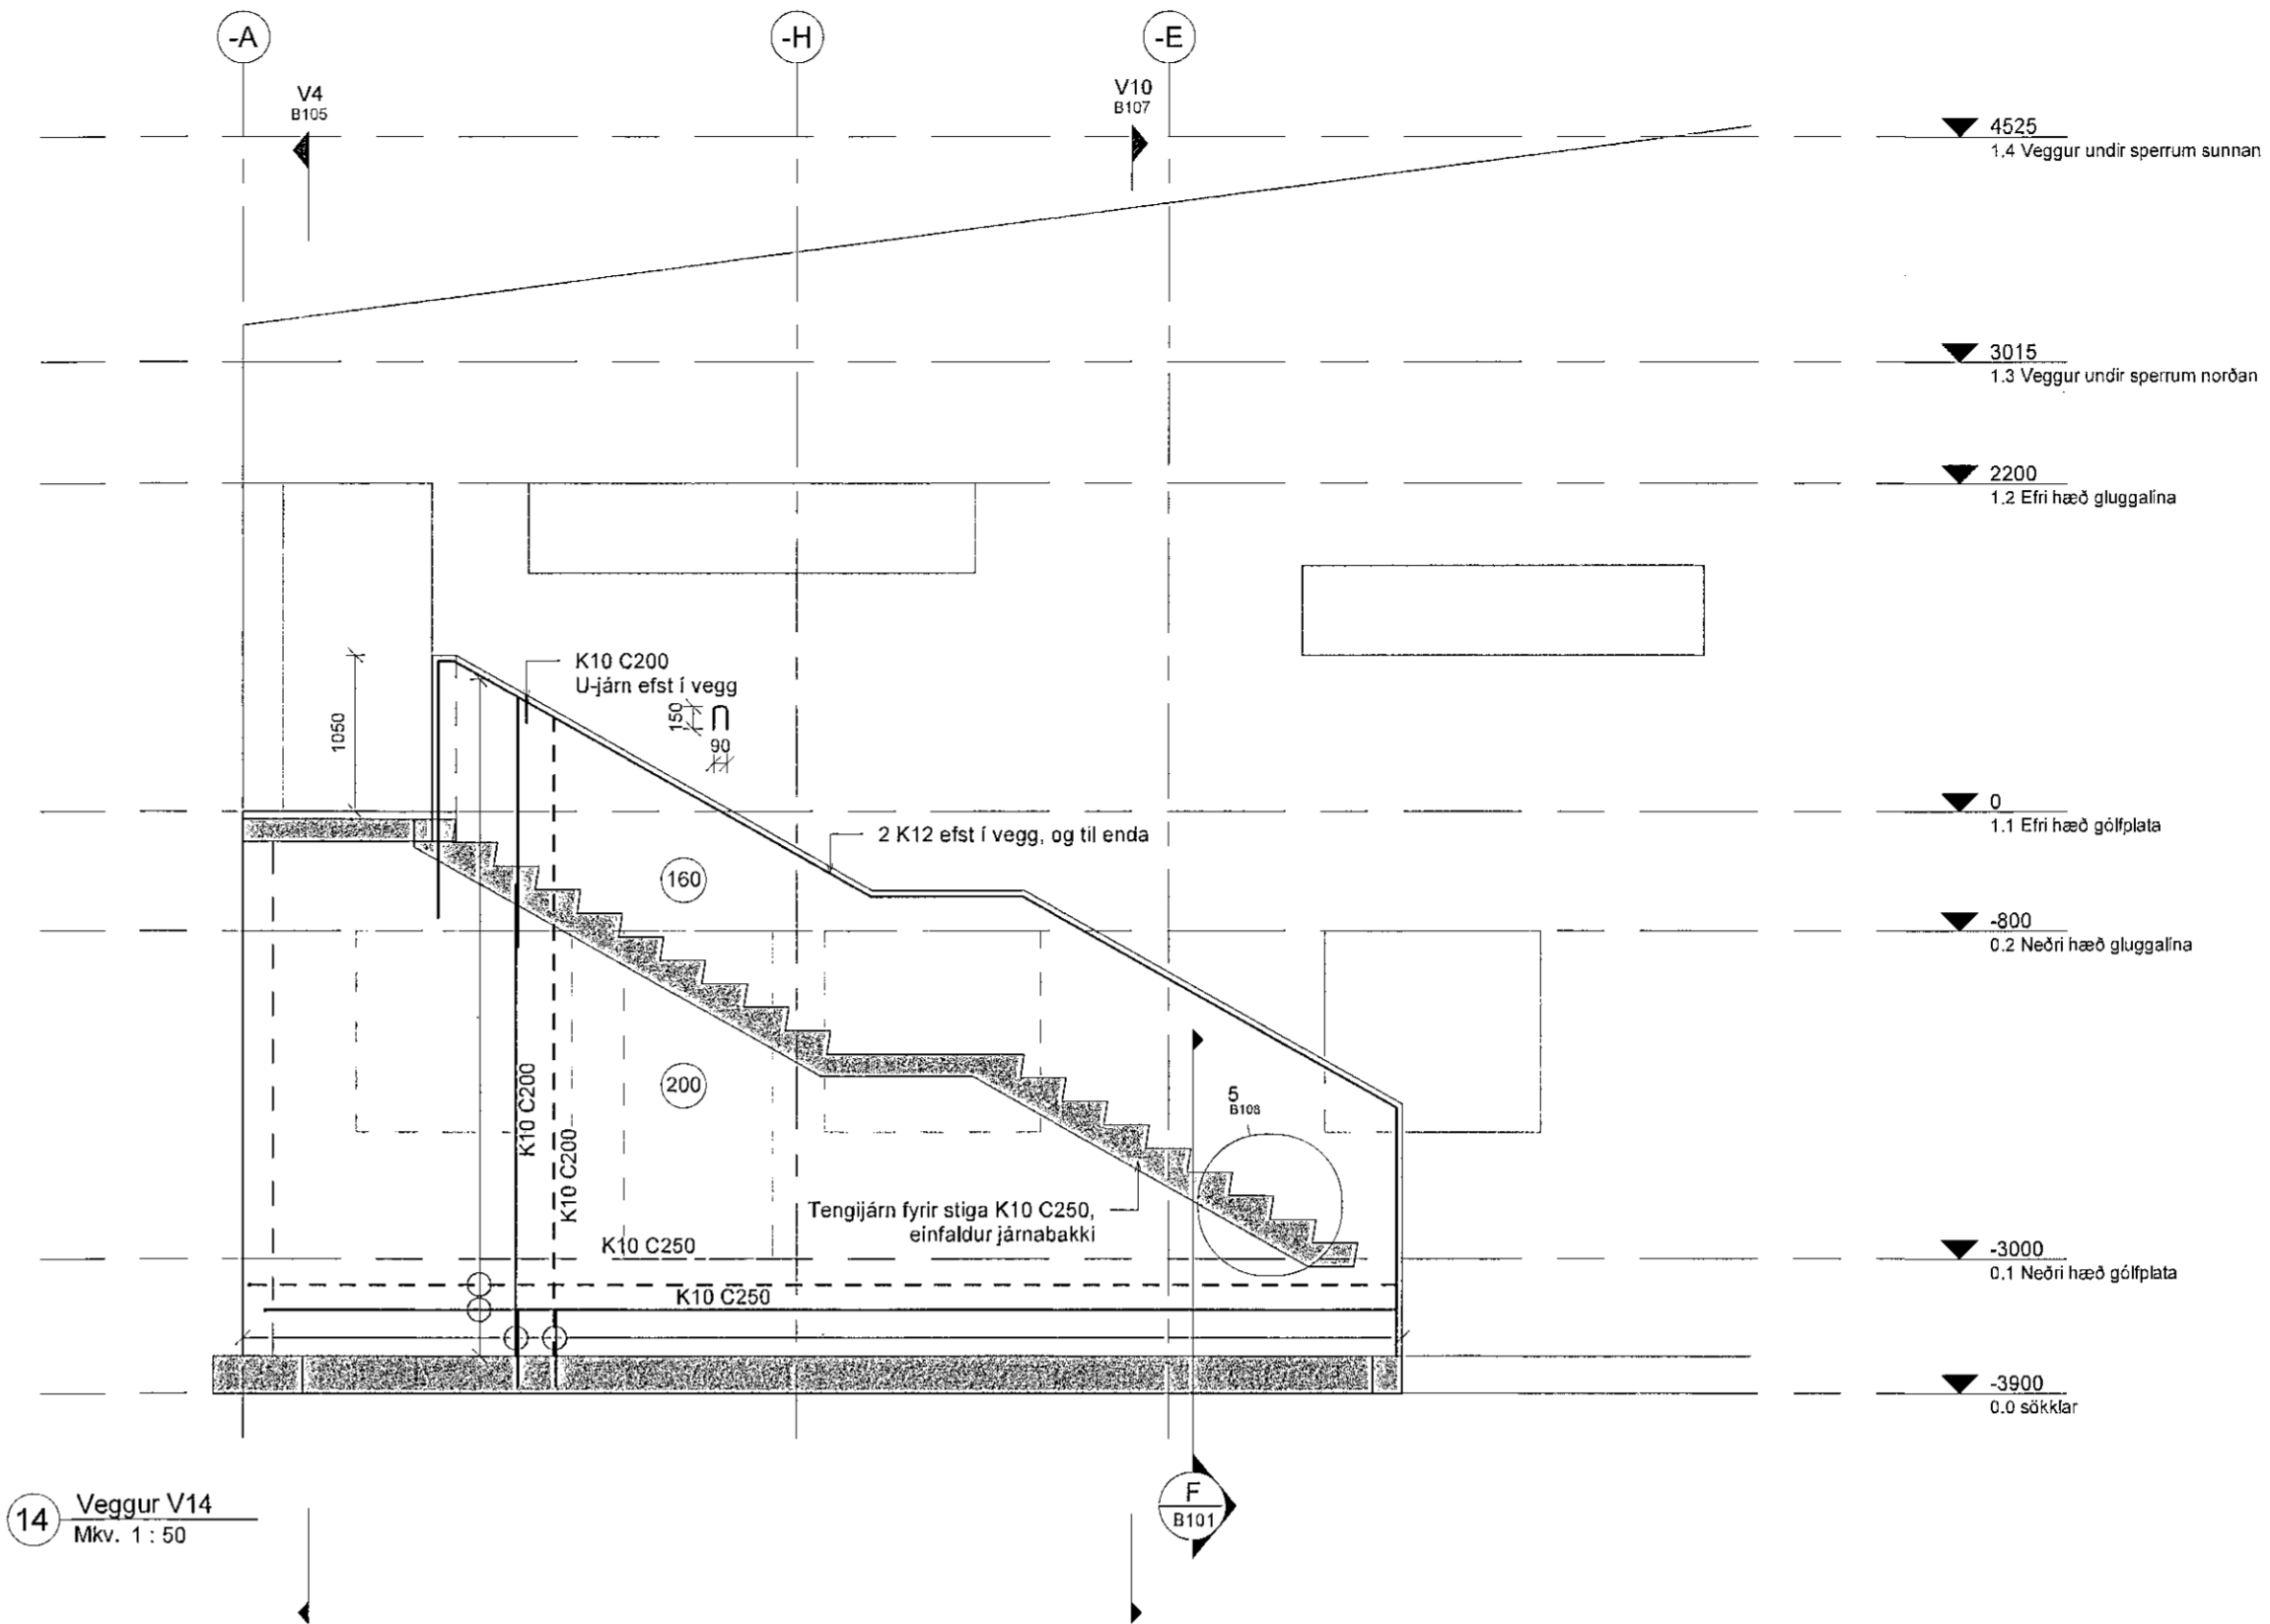 -A
-H
-E
V4
B105
V10
B107
4525
1.4 Veggur undir sperrum sunnan
3015
1.3 Veggur undir sperrum norðan
2200
1.2 Efri hæð gluggalína
K10 C200
U-járn efst í vegg
150
90
1050
0
1.1 Efri hæð gólfplata
2 K12 efst í vegg, og til enda
160
-800
0.2 Neðri hæð gluggalína
K10 C200
K10 C200
200
5
B108
Tengijárn fyrir stiga K10 C250,
einfaldur járnabakki
K10 C250
-3000
0.1 Neðri hæð gólfplata
K10 C250
-3900
0.0 sökklar
14
Veggur V14
Mkv. 1 : 50
F
B101